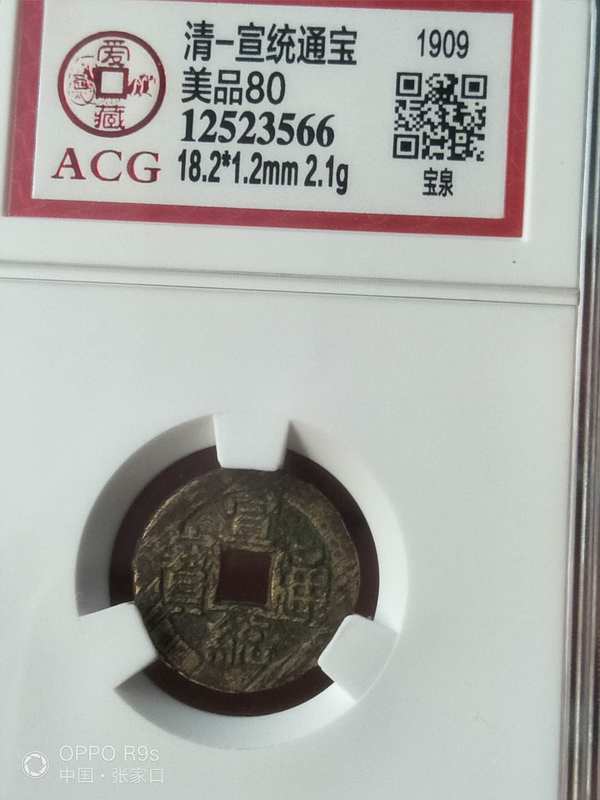 清-宣统通宝 1909
美品80
12523566
18.2*1.2mm 2.1g 宝泉
爱
藏
ACG
宣
統
通
寶
OPPO R9s
中国·张家口